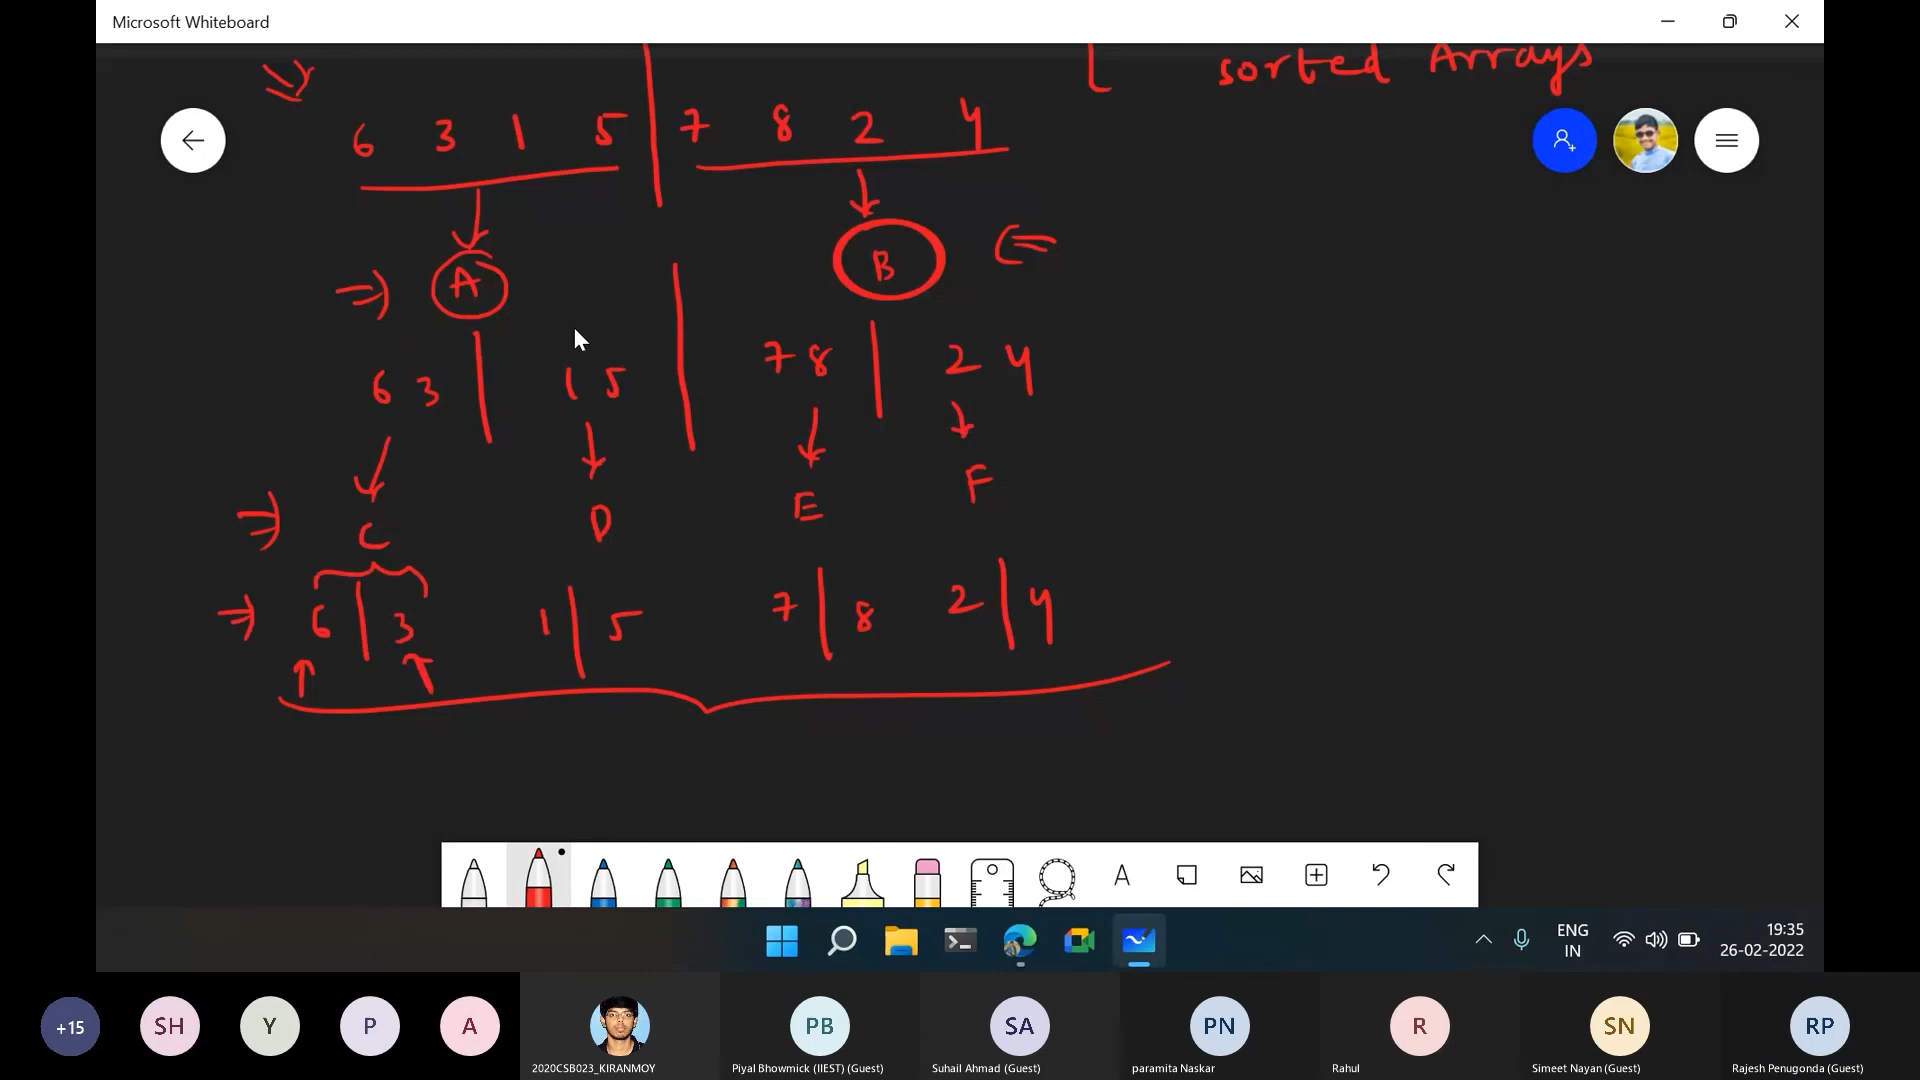 Microsoft Whiteboard
sorted Arrays
6 3 1 5 7 8 2 4
A B
6 3 1 5 7 8 2 4
C D E F
6 3 1 5 7 8 2 4
A
ENG
IN
19:35
26-02-2022
+15 SH Y P A PB SA PN R SN RP
2020CSB023_KIRANMOY Piyal Bhowmick (IIEST) (Guest) Suhail Ahmad (Guest) paramita Naskar Rahul Simeet Nayan (Guest) Rajesh Penugonda (Guest)